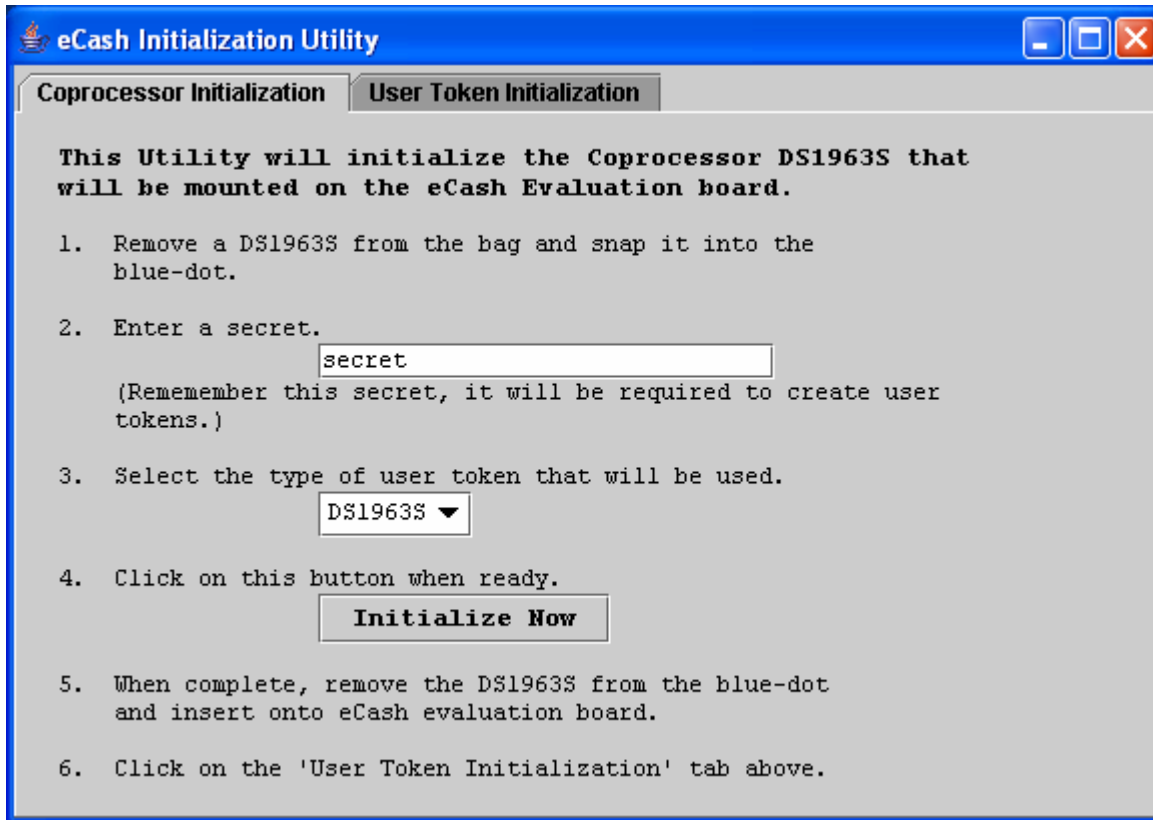 eCash Initialization Utility
Coprocessor Initialization User Token Initialization
This Utility will initialize the Coprocessor DS1963S that
will be mounted on the eCash Evaluation board.
1. Remove a DS1963S from the bag and snap it into the
blue-dot.
2. Enter a secret.
secret
(Rememember this secret, it will be required to create user
tokens.)
3. Select the type of user token that will be used.
DS1963S
4. Click on this button when ready.
Initialize Now
5. When complete, remove the DS1963S from the blue-dot
and insert onto eCash evaluation board.
6. Click on the 'User Token Initialization' tab above.